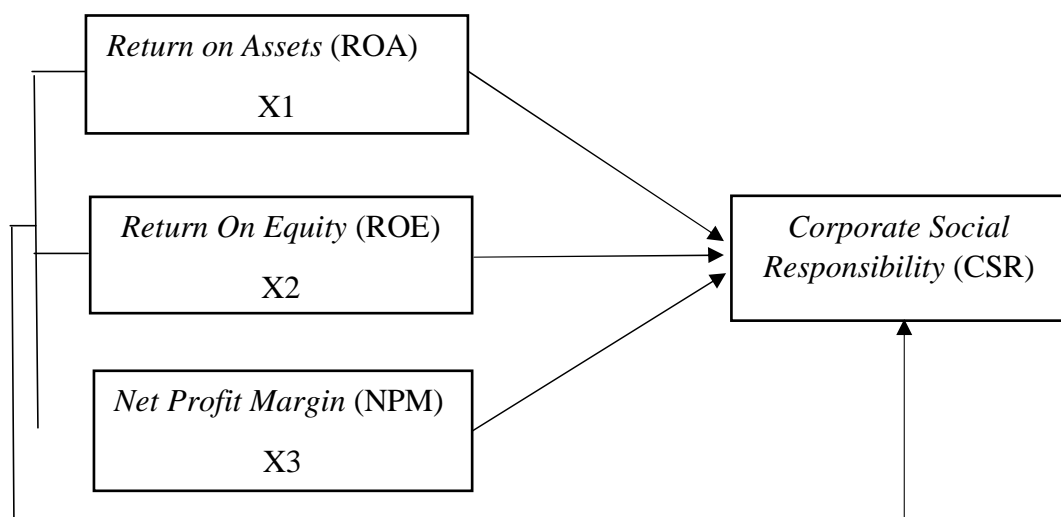 Return on Assets (ROA)
X1
Return On Equity (ROE)
X2
Net Profit Margin (NPM)
X3
Corporate Social
Responsibility (CSR)